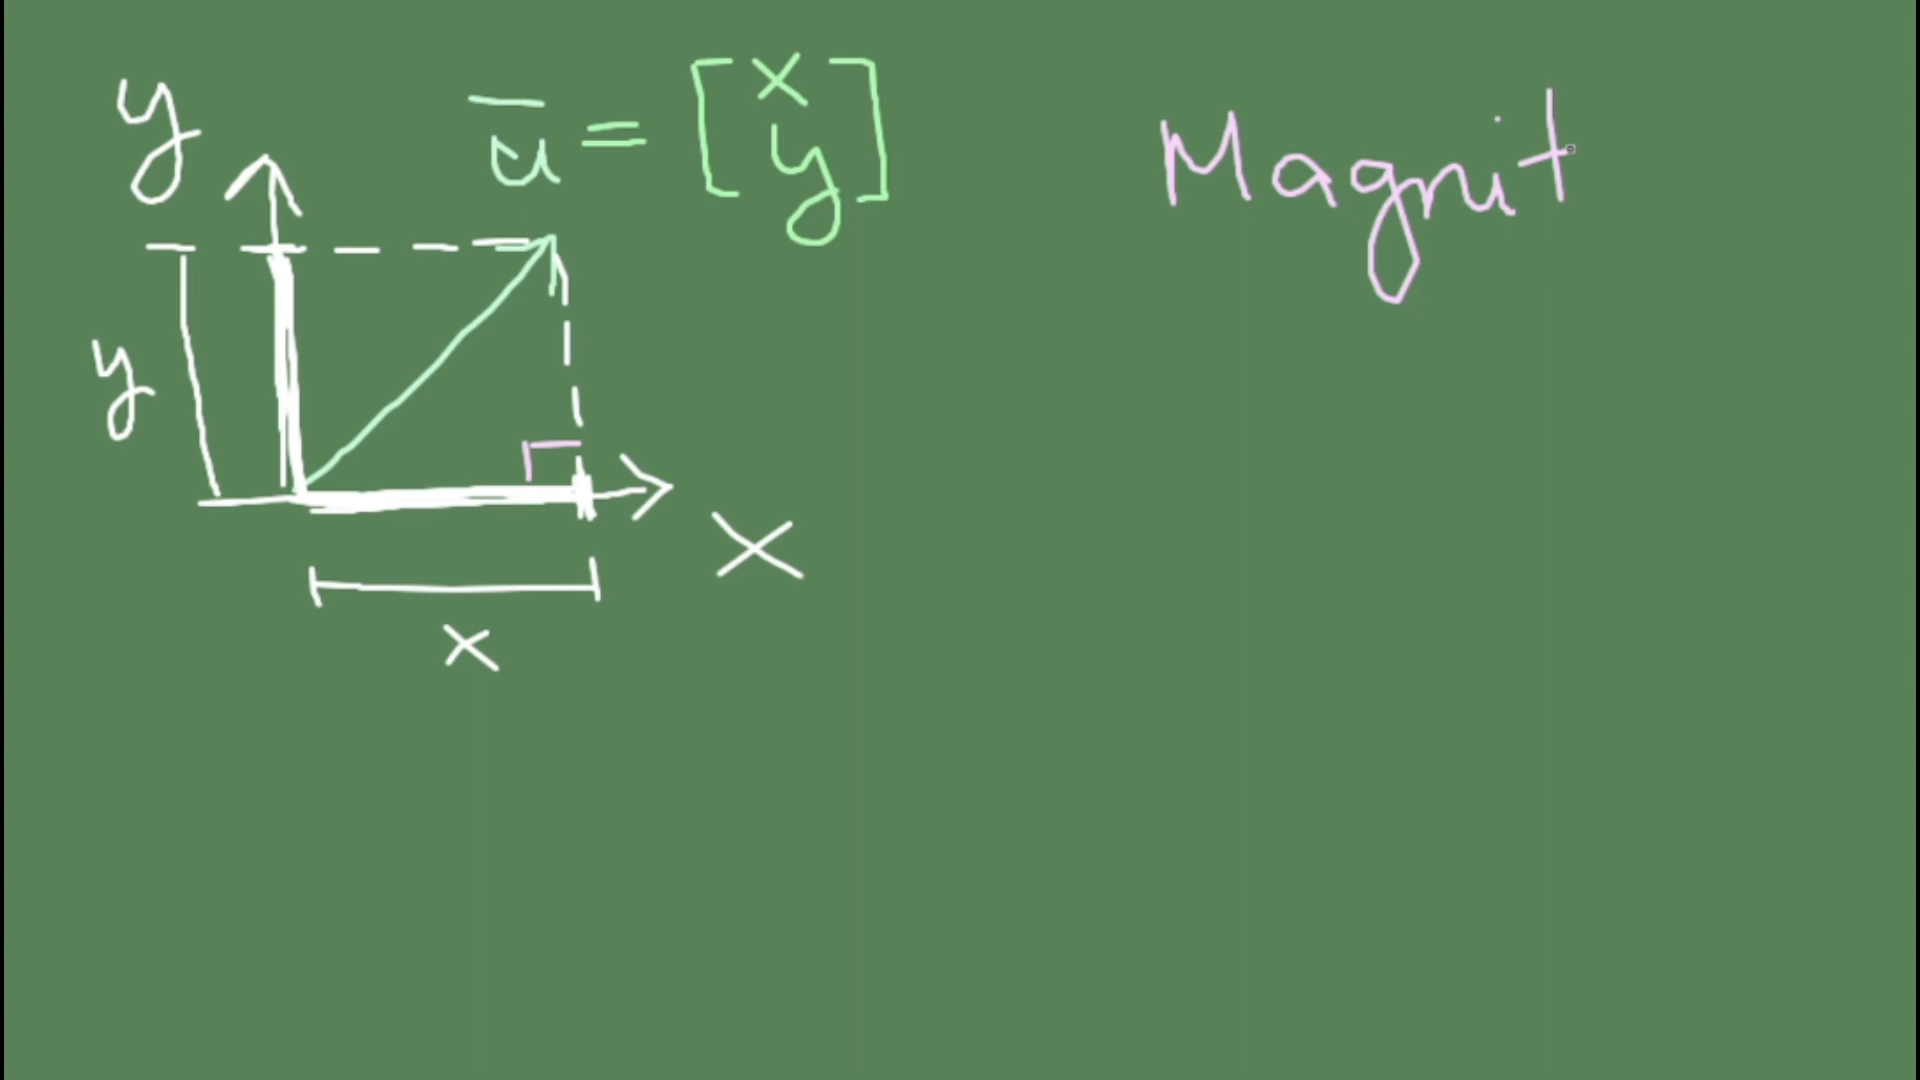 y
u̅ = [x y]
Magnit
y
x
x